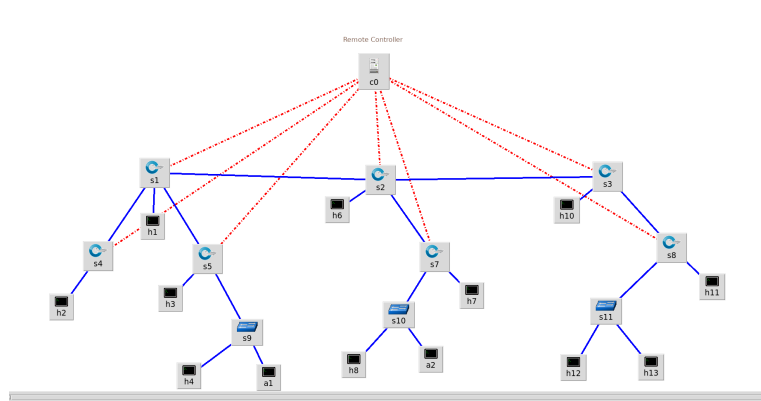 Remote Controller
c0
s1
s2
s3
h6
h10
h1
s4
s5
s7
s8
h2
h3
h7
h11
s9
s10
s11
h4
a1
h8
a2
h12
h13